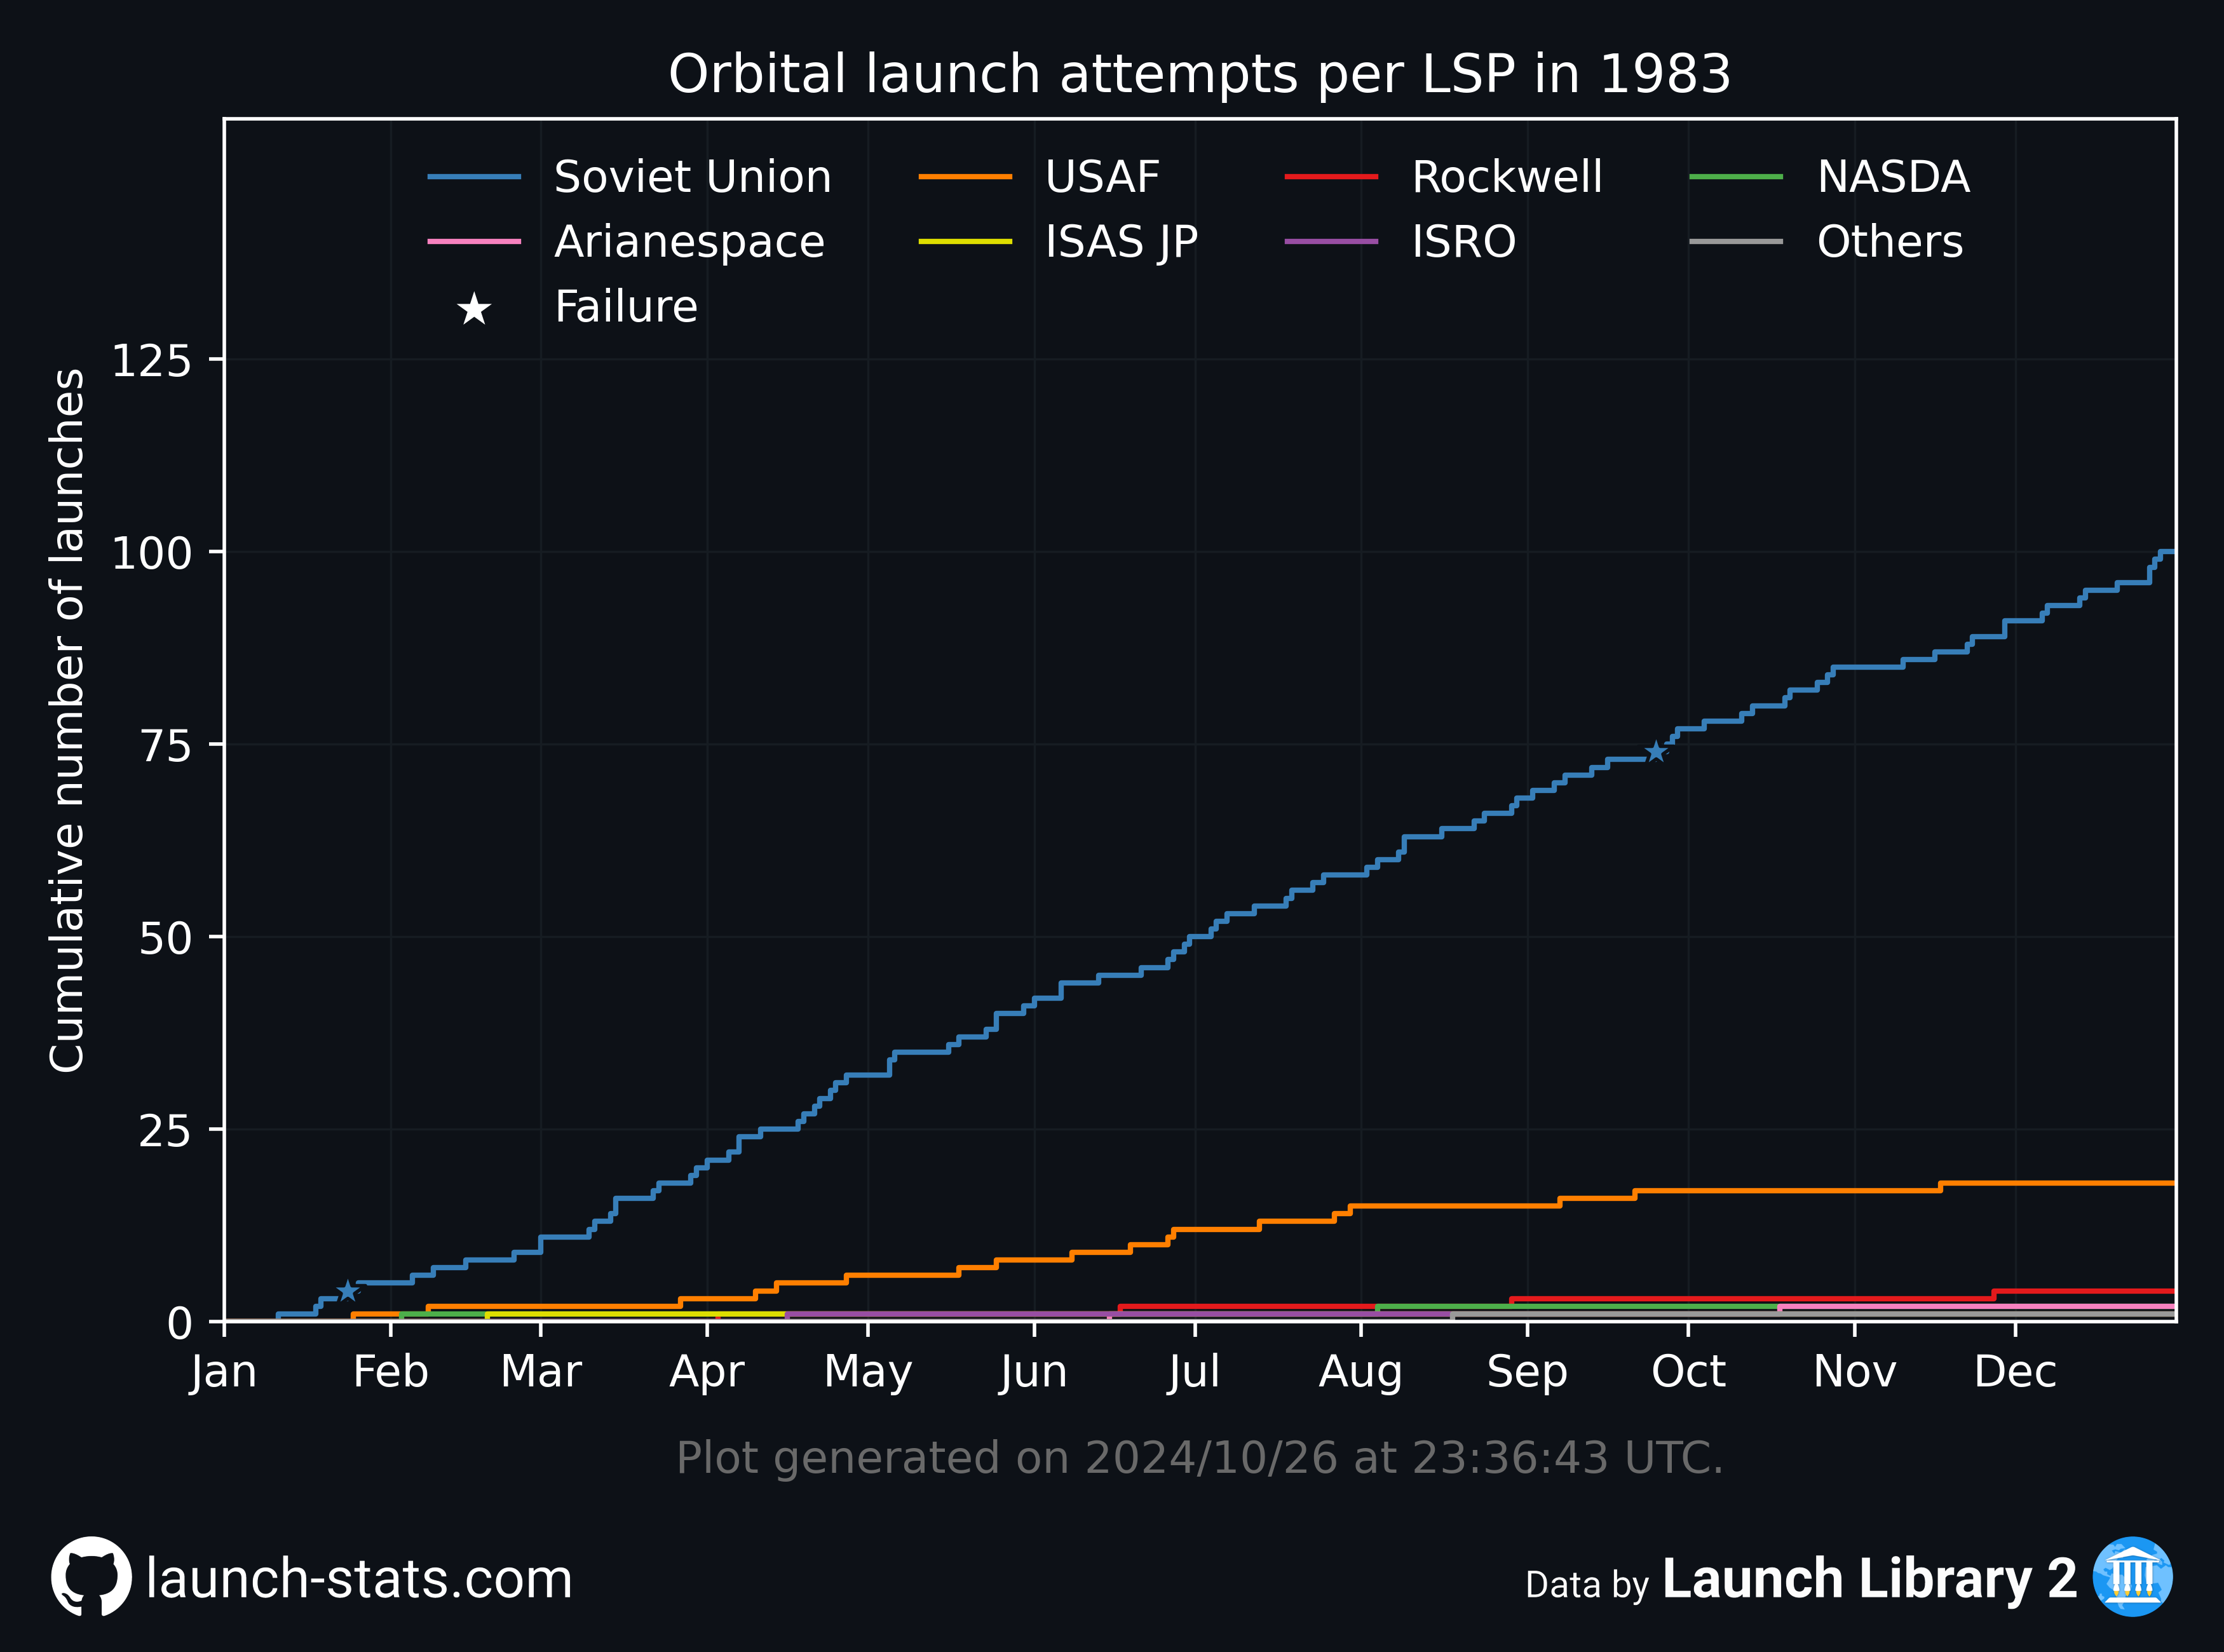 Orbital launch attempts per LSP in 1983
Soviet Union USAF Rockwell NASDA
Arianespace ISAS JP ISRO Others
Failure
Cumulative number of launches
125
100
75
50
25
0
Jan Feb Mar Apr May Jun Jul Aug Sep Oct Nov Dec
Plot generated on 2024/10/26 at 23:36:43 UTC.
launch-stats.com
Data by Launch Library 2